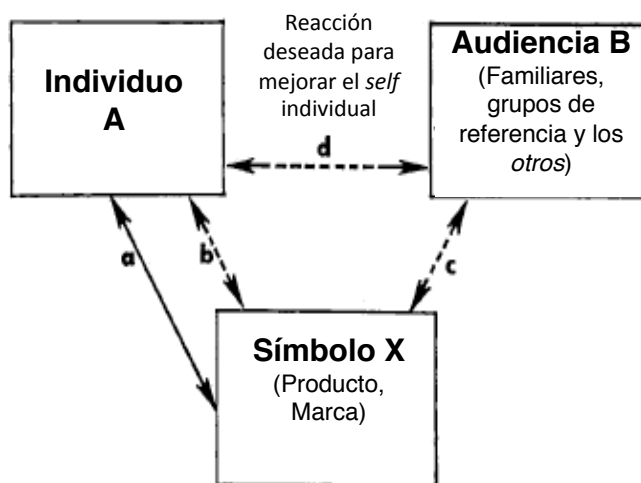 Individuo
A
Reacción
deseada para
mejorar el self
individual
Audiencia B
(Familiares,
grupos de
referencia y los
otros)
d
a
b
c
Símbolo X
(Producto,
Marca)